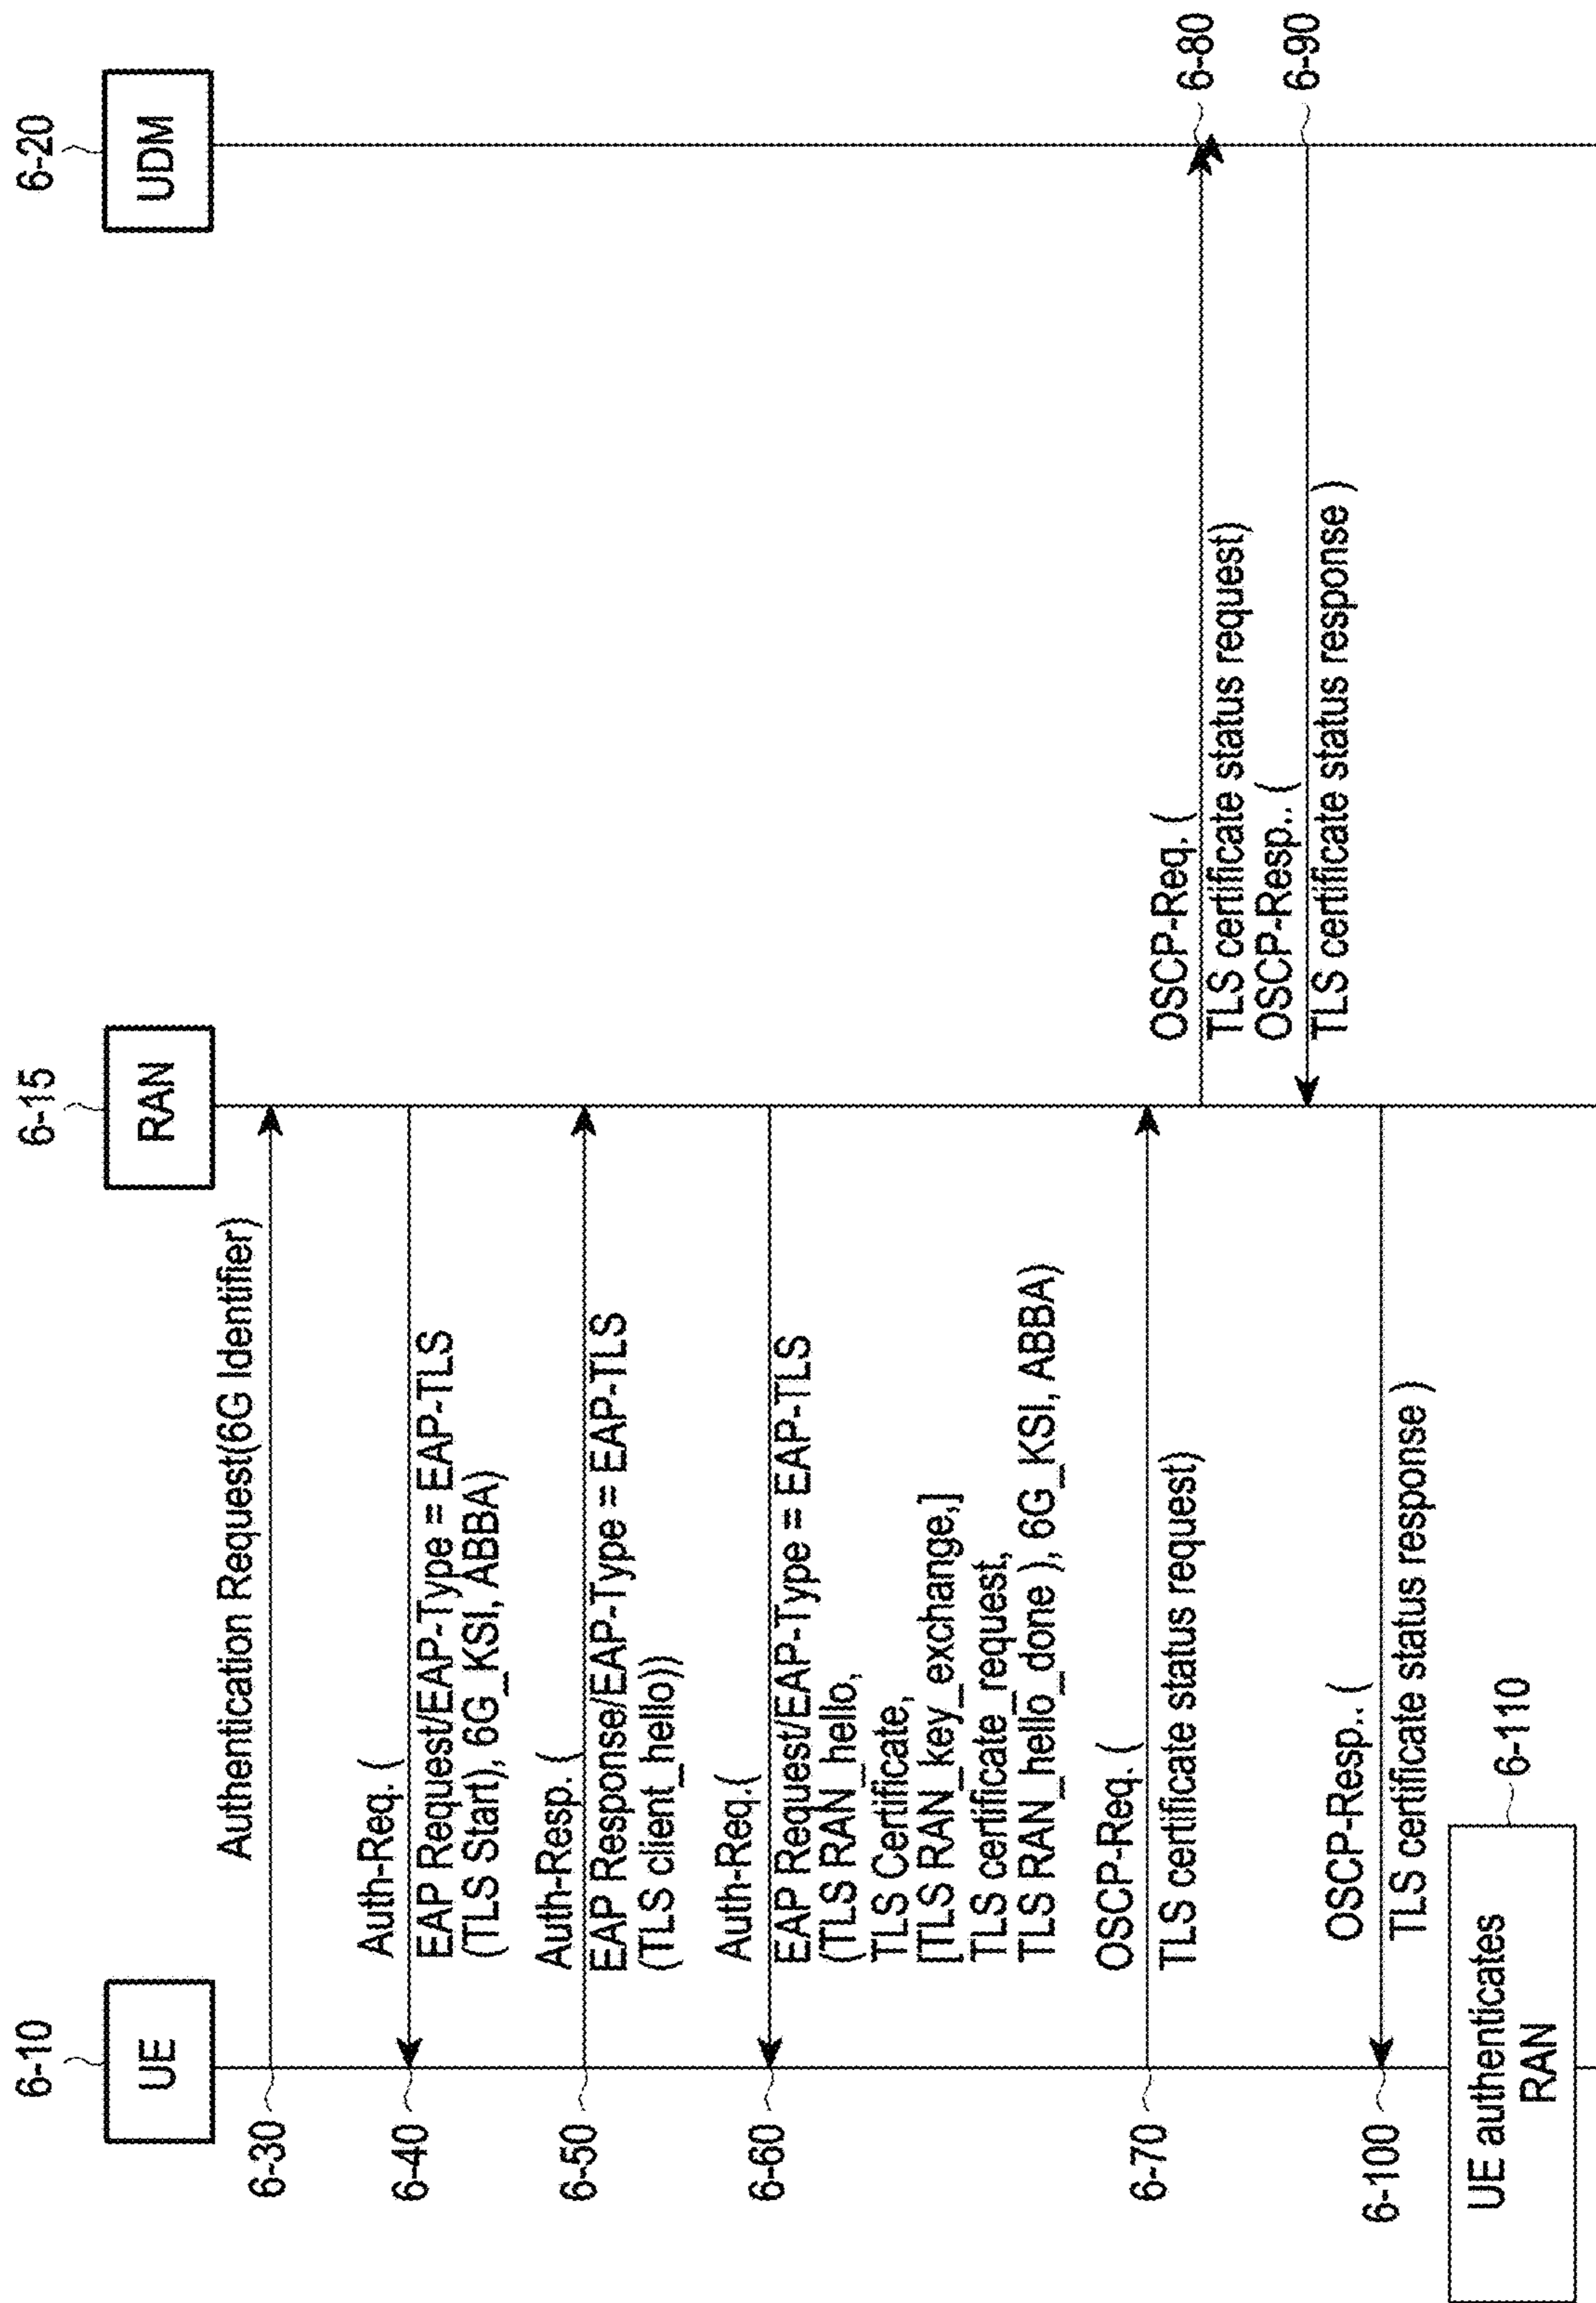 6-10
6-15
6-20
UE
RAN
UDM
6-30
Authentication Request(6G Identifier)
6-40
Auth-Req. (
EAP Request/EAP-Type = EAP-TLS
(TLS Start), 6G_KSI, ABBA)
6-50
Auth-Resp. (
EAP Response/EAP-Type = EAP-TLS
(TLS client_hello))
6-60
Auth-Req.(
EAP Request/EAP-Type = EAP-TLS
(TLS RAN_hello,
TLS Certificate,
[TLS RAN_key_exchange,]
TLS certificate_request,
TLS RAN_hello_done ), 6G_KSI, ABBA)
6-70
OSCP-Req. (
TLS certificate status request)
OSCP-Req. (
TLS certificate status request)
6-80
OSCP-Resp.. (
TLS certificate status response )
6-90
6-100
OSCP-Resp.. (
TLS certificate status response )
UE authenticates
RAN
6-110